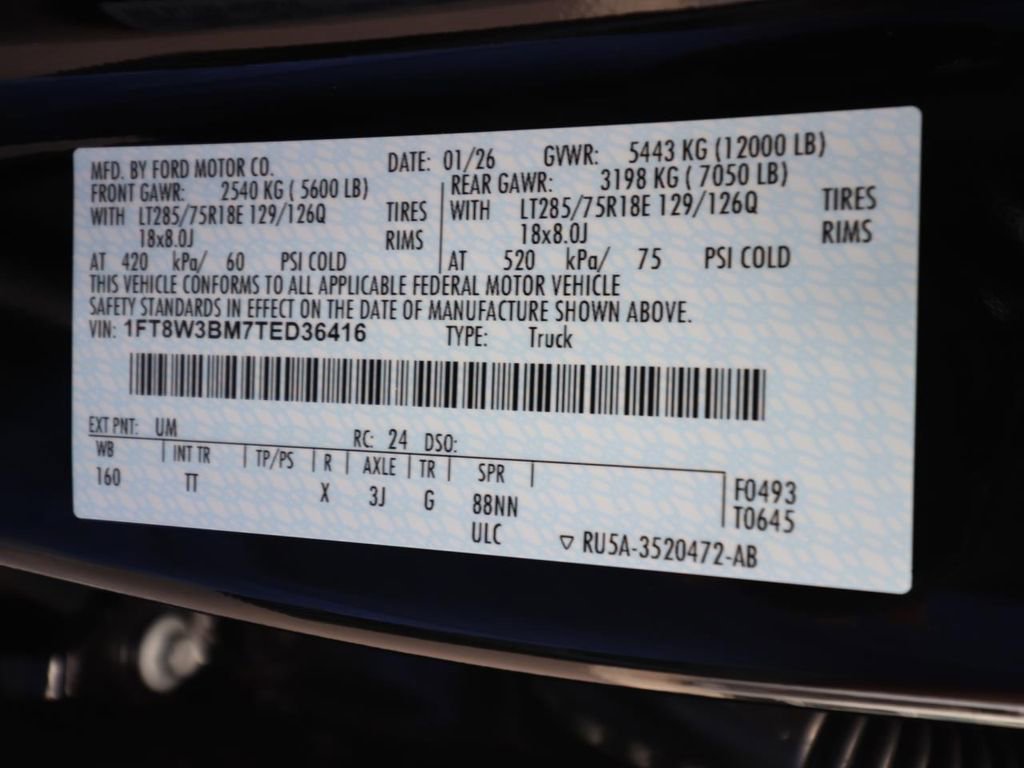 MFD. BY FORD MOTOR CO. DATE: 01/26 GVWR: 5443 KG (12000 LB)
FRONT GAWR: 2540 KG ( 5600 LB) REAR GAWR: 3198 KG ( 7050 LB)
WITH LT285/75R18E 129/126Q TIRES WITH LT285/75R18E 129/126Q TIRES
18x8.0J RIMS 18x8.0J RIMS
AT 420 kPa/ 60 PSI COLD AT 520 kPa/ 75 PSI COLD
THIS VEHICLE CONFORMS TO ALL APPLICABLE FEDERAL MOTOR VEHICLE
SAFETY STANDARDS IN EFFECT ON THE DATE OF MANUFACTURE SHOWN ABOVE.
VIN: 1FT8W3BM7TED36416 TYPE: Truck
EXT PNT: UM RC: 24 DSO:
WB INT TR TP/PS R AXLE TR SPR
160 TT X 3J G 88NN F0493
ULC T0645
▽ RU5A-3520472-AB